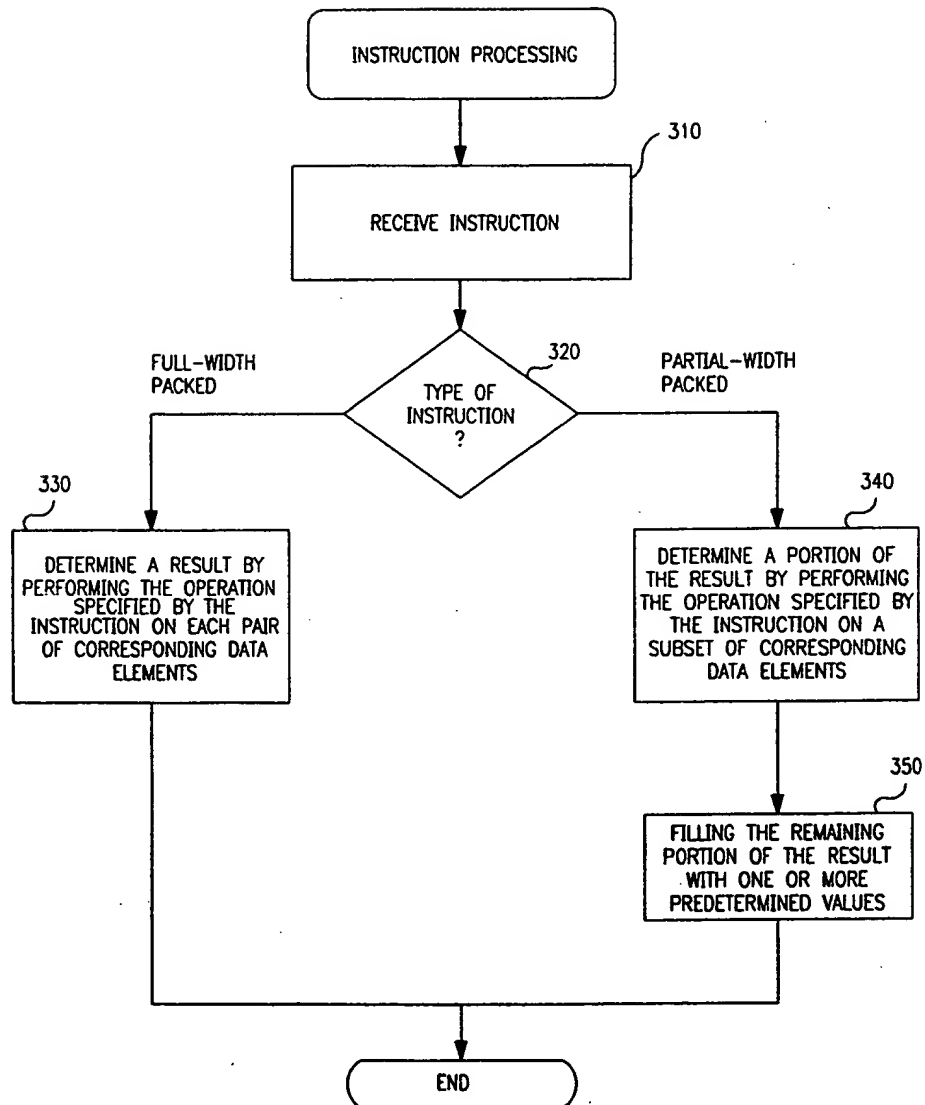 INSTRUCTION PROCESSING
310
RECEIVE INSTRUCTION
320
FULL-WIDTH
PACKED
PARTIAL-WIDTH
PACKED
TYPE OF
INSTRUCTION
?
330
DETERMINE A RESULT BY
PERFORMING THE OPERATION
SPECIFIED BY THE
INSTRUCTION ON EACH PAIR
OF CORRESPONDING DATA
ELEMENTS
340
DETERMINE A PORTION OF
THE RESULT BY PERFORMING
THE OPERATION SPECIFIED BY
THE INSTRUCTION ON A
SUBSET OF CORRESPONDING
DATA ELEMENTS
350
FILLING THE REMAINING
PORTION OF THE RESULT
WITH ONE OR MORE
PREDETERMINED VALUES
END